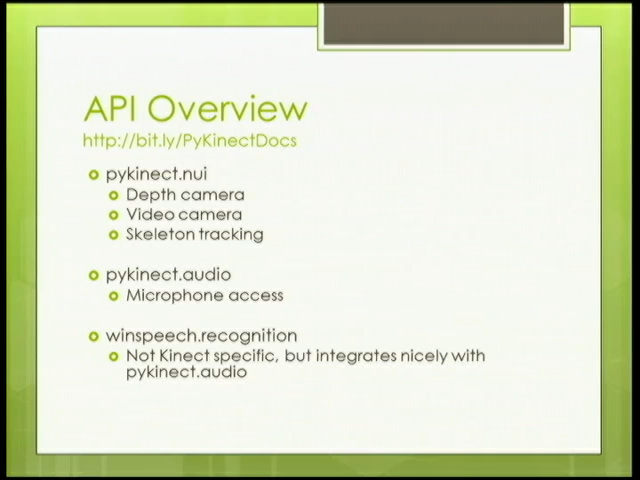 API Overview
http://bit.ly/PyKinectDocs
pykinect.nui
Depth camera
Video camera
Skeleton tracking
pykinect.audio
Microphone access
winspeech.recognition
Not Kinect specific, but integrates nicely with
pykinect.audio